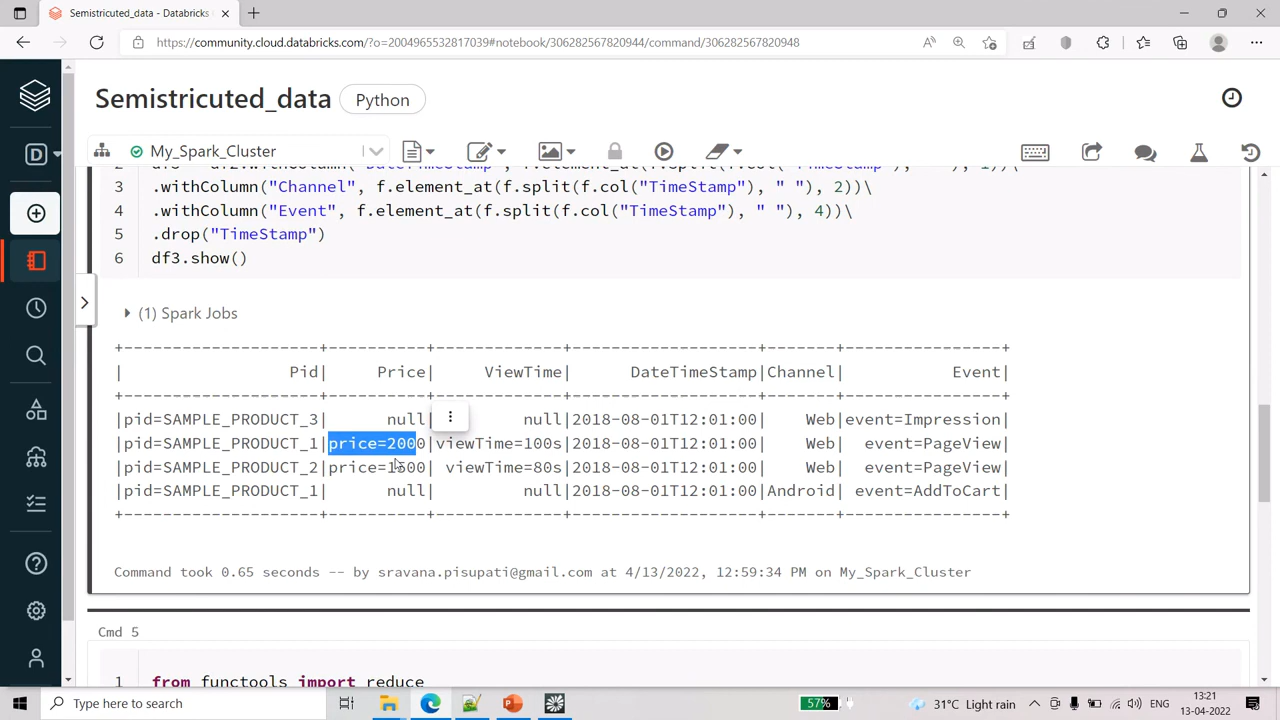 Semistricuted_data - Databricks
https://community.cloud.databricks.com/?o=2004965532817039#notebook/306282567820944/command/306282567820948
Semistricuted_data
Python
D
My_Spark_Cluster
3 .withColumn("Channel", f.element_at(f.split(f.col("TimeStamp"), " "), 2))\
4 .withColumn("Event", f.element_at(f.split(f.col("TimeStamp"), " "), 4))\
5 .drop("TimeStamp")
6 df3.show()
(1) Spark Jobs
+--------------------+----------+-------------+-------------------+-------+----------------+
| Pid| Price| ViewTime| DateTimeStamp|Channel| Event|
+--------------------+----------+-------------+-------------------+-------+----------------+
|pid=SAMPLE_PRODUCT_3| null| null|2018-08-01T12:01:00| Web|event=Impression|
|pid=SAMPLE_PRODUCT_1|price=2000|viewTime=100s|2018-08-01T12:01:00| Web| event=PageView|
|pid=SAMPLE_PRODUCT_2|price=1500| viewTime=80s|2018-08-01T12:01:00| Web| event=PageView|
|pid=SAMPLE_PRODUCT_1| null| null|2018-08-01T12:01:00|Android| event=AddToCart|
+--------------------+----------+-------------+-------------------+-------+----------------+
Command took 0.65 seconds -- by sravana.pisupati@gmail.com at 4/13/2022, 12:59:34 PM on My_Spark_Cluster
Cmd 5
1 from functools import reduce
Type here to search
57%
31°C Light rain
ENG
13:21
13-04-2022